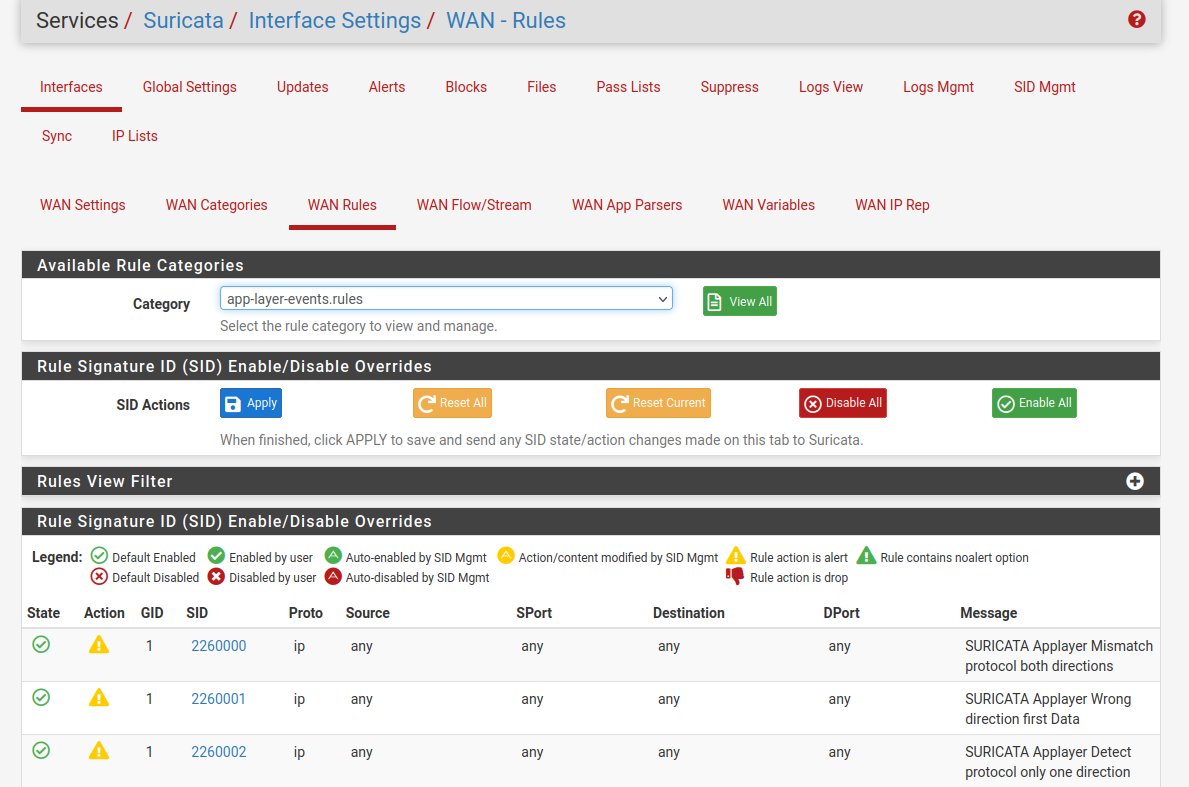 Services / Suricata / Interface Settings / WAN - Rules
Interfaces Global Settings Updates Alerts Blocks Files Pass Lists Suppress Logs View Logs Mgmt SID Mgmt
Sync IP Lists
WAN Settings WAN Categories WAN Rules WAN Flow/Stream WAN App Parsers WAN Variables WAN IP Rep
Available Rule Categories
Category app-layer-events.rules View All
Select the rule category to view and manage.
Rule Signature ID (SID) Enable/Disable Overrides
SID Actions Apply Reset All Reset Current Disable All Enable All
When finished, click APPLY to save and send any SID state/action changes made on this tab to Suricata.
Rules View Filter
Rule Signature ID (SID) Enable/Disable Overrides
Legend: Default Enabled Enabled by user Auto-enabled by SID Mgmt Action/content modified by SID Mgmt Rule action is alert Rule contains noalert option
Default Disabled Disabled by user Auto-disabled by SID Mgmt Rule action is drop
State Action GID SID Proto Source SPort Destination DPort Message
1 2260000 ip any any any any SURICATA Applayer Mismatch
protocol both directions
1 2260001 ip any any any any SURICATA Applayer Wrong
direction first Data
1 2260002 ip any any any any SURICATA Applayer Detect
protocol only one direction